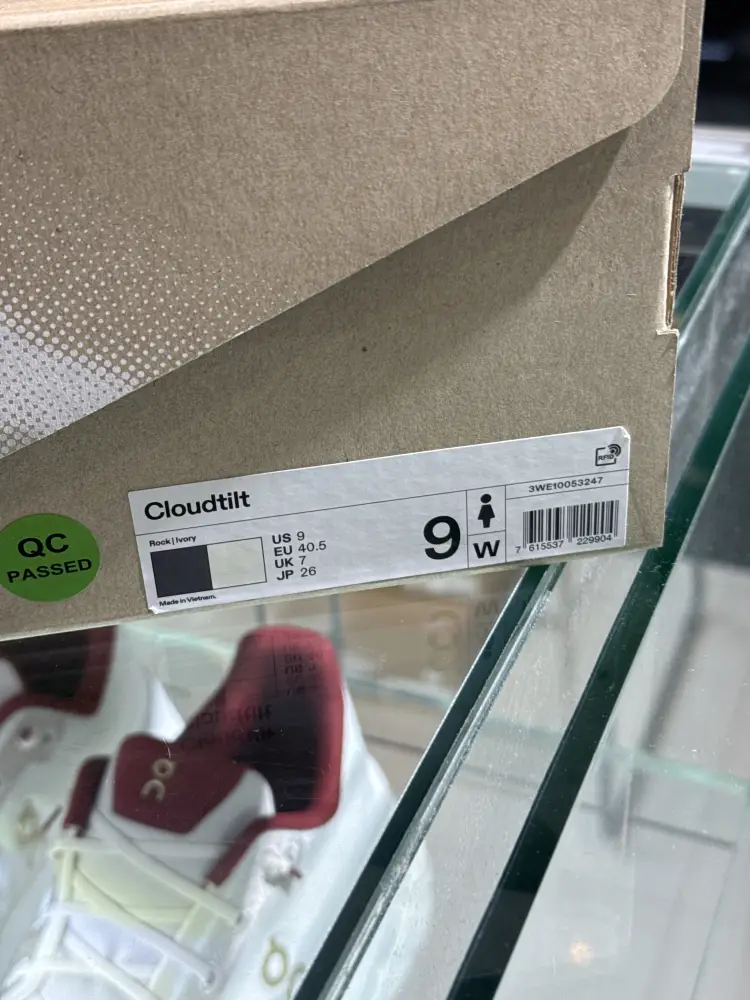 RFID
Cloudtilt
3WE10053247
Rock | Ivory
US 9
EU 40.5
UK 7
JP 26
9
W
7 615537 229904
Made in Vietnam.
QC
PASSED